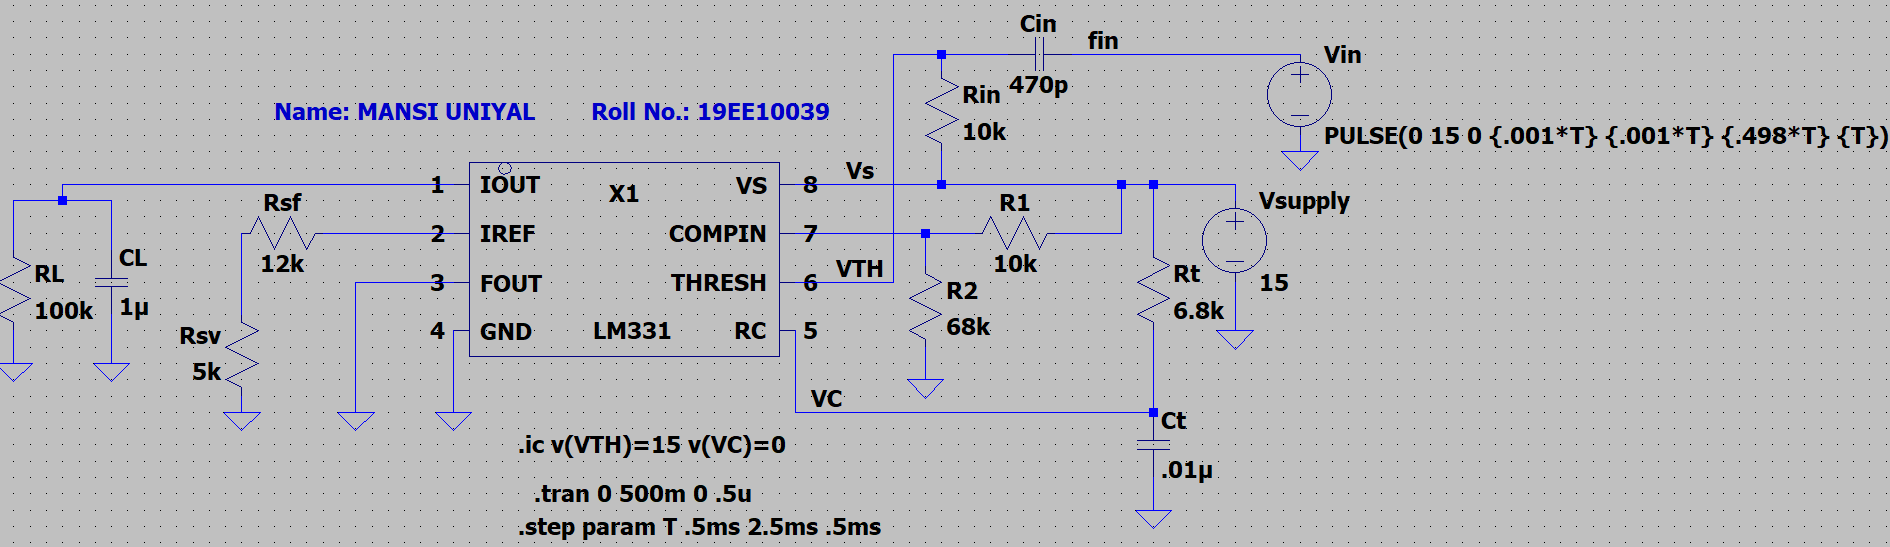 Cin
fin
Vin
470p
Rin
10k
Name: MANSI UNIYAL Roll No.: 19EE10039
PULSE(0 15 0 {.001*T} {.001*T} {.498*T} {T})
1 IOUT X1 VS 8 Vs
Rsf R1 Vsupply
2 IREF COMPIN 7
12k 10k
CL
RL
3 FOUT THRESH 6 VTH
Rt
15
R2
100k 1µ 6.8k
68k
Rsv
4 GND LM331 RC 5
5k
VC
Ct
.ic v(VTH)=15 v(VC)=0
.01µ
.tran 0 500m 0 .5u
.step param T .5ms 2.5ms .5ms